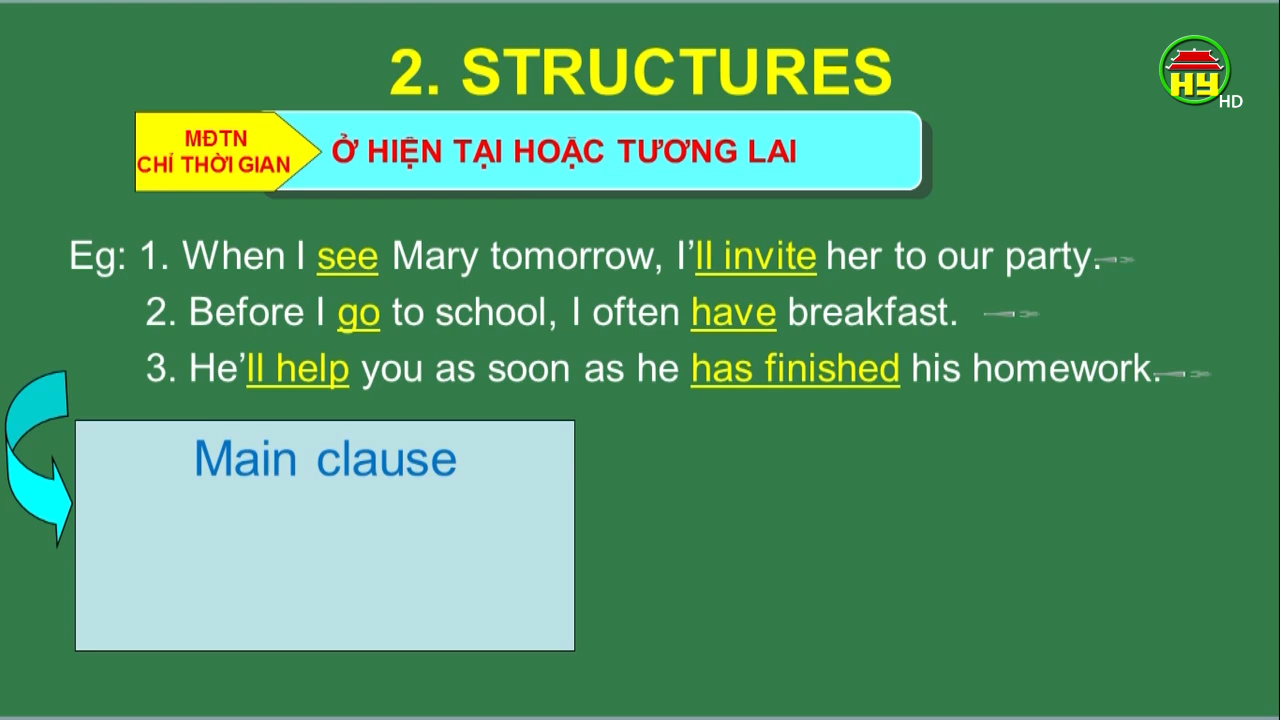 2. STRUCTURES
HY
HD
MĐTN
CHỈ THỜI GIAN
Ở HIỆN TẠI HOẶC TƯƠNG LAI
Eg: 1. When I see Mary tomorrow, I'll invite her to our party.
2. Before I go to school, I often have breakfast.
3. He'll help you as soon as he has finished his homework.
Main clause